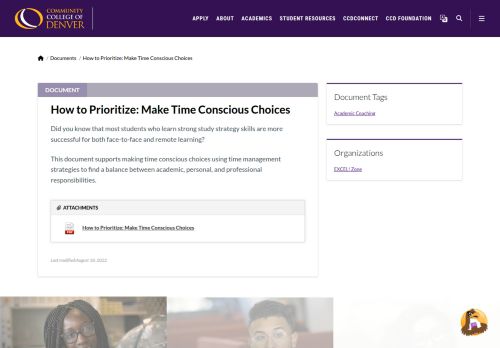 COMMUNITY
COLLEGE OF
DENVER
APPLY ABOUT ACADEMICS STUDENT RESOURCES CCDCONNECT CCD FOUNDATION
/ Documents / How to Prioritize: Make Time Conscious Choices
DOCUMENT
How to Prioritize: Make Time Conscious Choices
Did you know that most students who learn strong study strategy skills are more
successful for both face-to-face and remote learning?
This document supports making time conscious choices using time management
strategies to find a balance between academic, personal, and professional
responsibilities.
ATTACHMENTS
PDF
How to Prioritize: Make Time Conscious Choices
Last modified August 10, 2022
Document Tags
Academic Coaching
Organizations
EXCEL! Zone